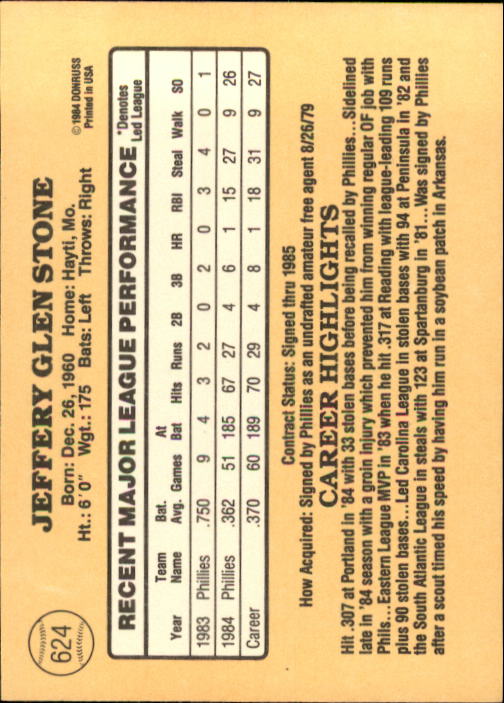 624
JEFFERY GLEN STONE
Born: Dec. 26, 1960 Home: Hayti, Mo.
Ht.: 6' 0" Wgt.: 175 Bats: Left Throws: Right
© 1984 DONRUSS
Printed in USA
RECENT MAJOR LEAGUE PERFORMANCE
*Denotes
Led League
Year Team Name Bat. Avg. Games At Bat Hits Runs 2B 3B HR RBI Steal Walk SO
1983 Phillies .750 9 4 3 2 0 2 0 3 4 0 1
1984 Phillies .362 51 185 67 27 4 6 1 15 27 9 26
Career .370 60 189 70 29 4 8 1 18 31 9 27
Contract Status: Signed thru 1985
How Acquired: Signed by Phillies as an undrafted amateur free agent 8/26/79
CAREER HIGHLIGHTS
Hit .307 at Portland in '84 with 33 stolen bases before being recalled by Phillies...Sidelined
late in '84 season with a groin injury which prevented him from winning regular OF job with
Phils... Eastern League MVP in '83 when he hit .317 at Reading with league-leading 109 runs
plus 90 stolen bases...Led Carolina League in stolen bases with 94 at Peninsula in '82 and
the South Atlantic League in steals with 123 at Spartanburg in '81... Was signed by Phillies
after a scout timed his speed by having him run in a soybean patch in Arkansas.